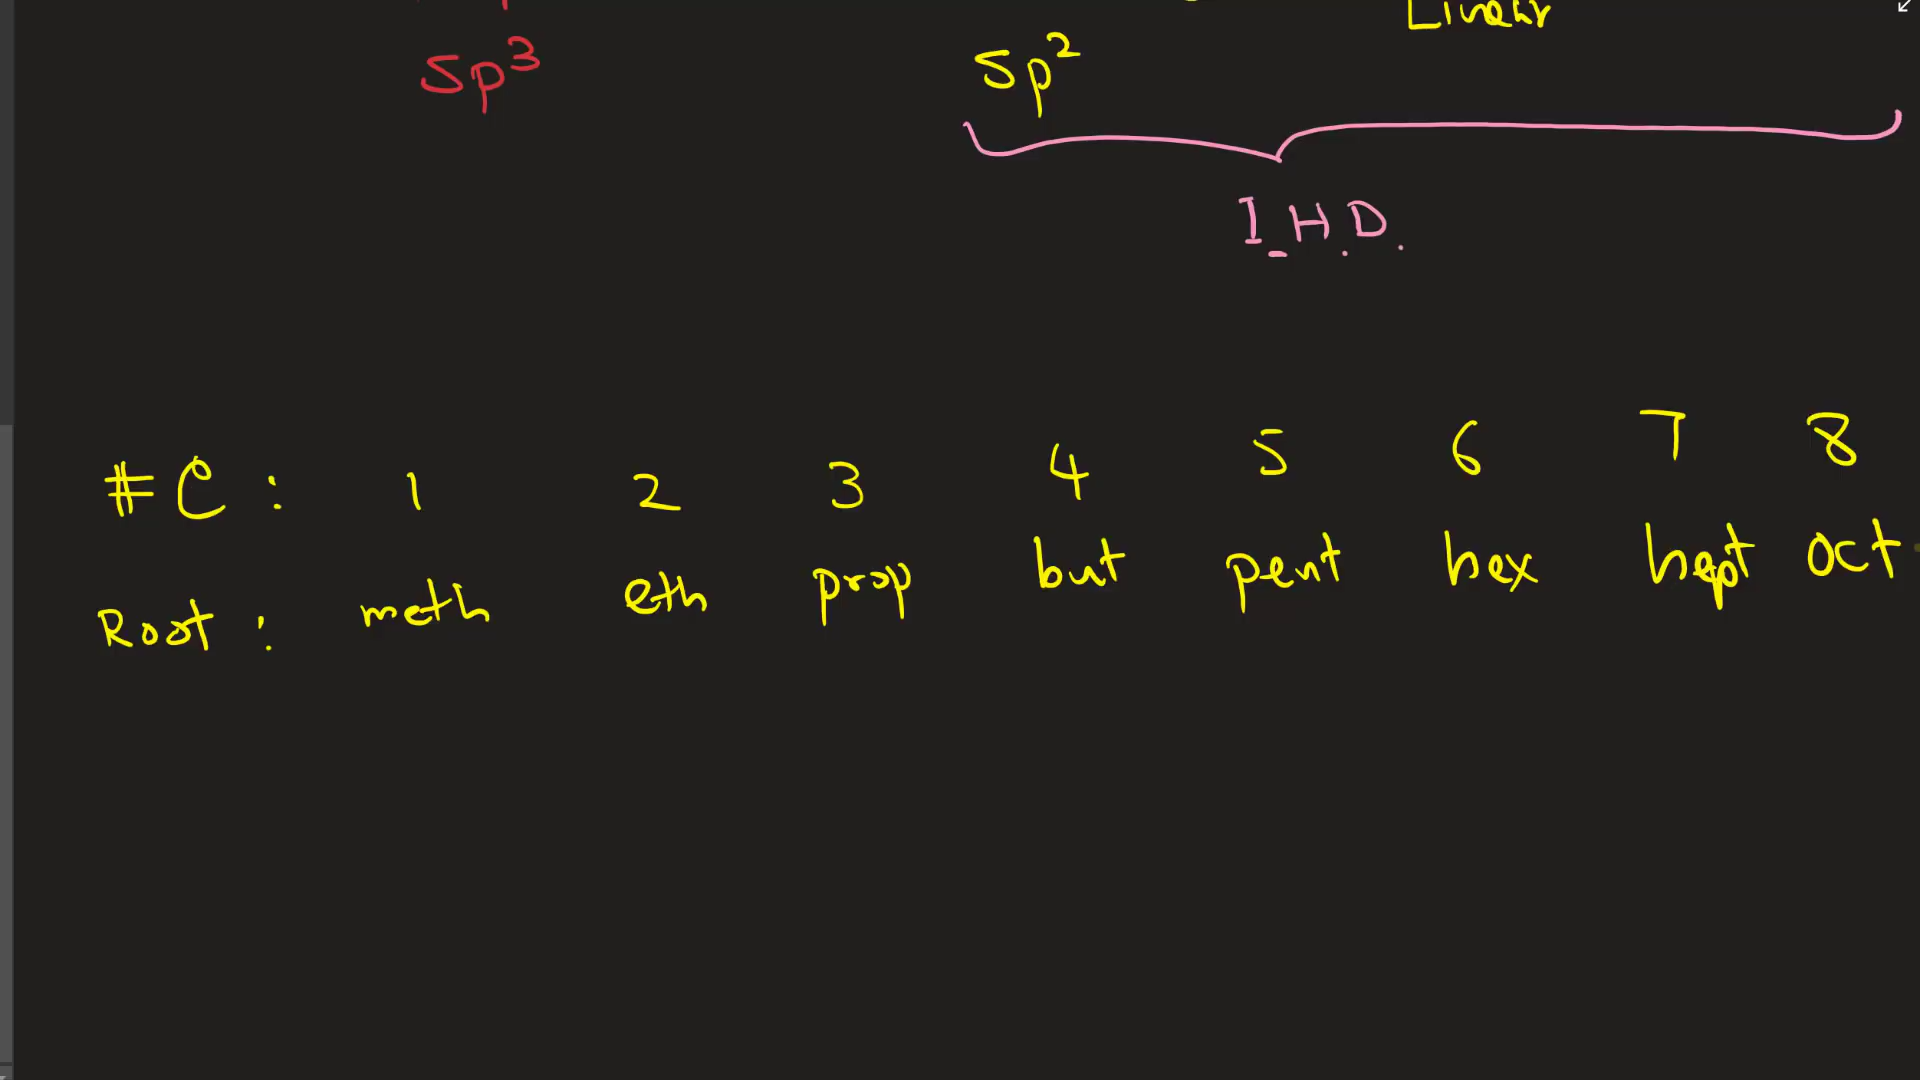 Linear
Sp³ Sp²
I.H.D.
#C : 1 2 3 4 5 6 7 8
Root : meth eth prop but pent hex hept oct